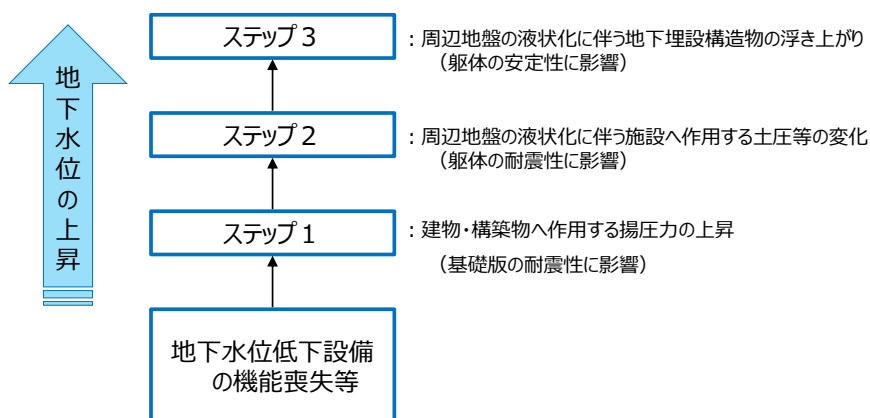 ステップ3
：周辺地盤の液状化に伴う地下埋設構造物の浮き上がり
（躯体の安定性に影響）
地下水位の上昇
ステップ2
：周辺地盤の液状化に伴う施設へ作用する土圧等の変化
（躯体の耐震性に影響）
ステップ1
：建物・構築物へ作用する揚圧力の上昇
（基礎版の耐震性に影響）
地下水位低下設備
の機能喪失等